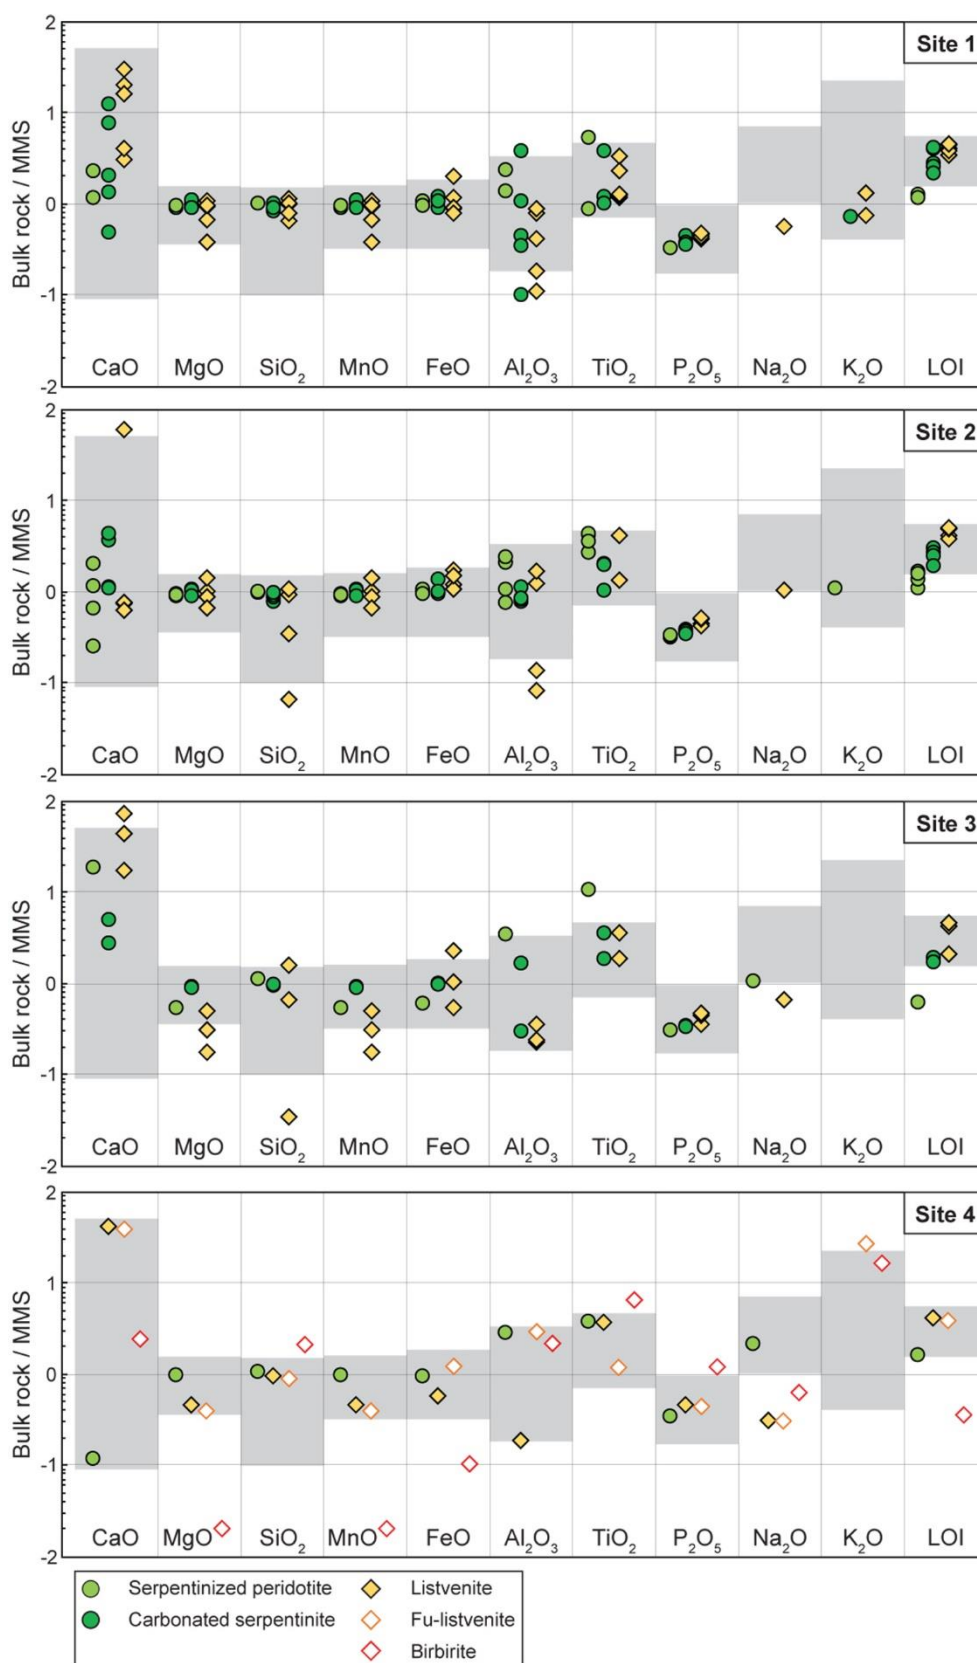 Site 1
Bulk rock / MMS
2
1
0
-1
-2
CaO MgO SiO₂ MnO FeO Al₂O₃ TiO₂ P₂O₅ Na₂O K₂O LOI
Site 2
Bulk rock / MMS
2
1
0
-1
-2
CaO MgO SiO₂ MnO FeO Al₂O₃ TiO₂ P₂O₅ Na₂O K₂O LOI
Site 3
Bulk rock / MMS
2
1
0
-1
-2
CaO MgO SiO₂ MnO FeO Al₂O₃ TiO₂ P₂O₅ Na₂O K₂O LOI
Site 4
Bulk rock / MMS
2
1
0
-1
-2
CaO MgO SiO₂ MnO FeO Al₂O₃ TiO₂ P₂O₅ Na₂O K₂O LOI
Serpentinized peridotite
Carbonated serpentinite
Listvenite
Fu-listvenite
Birbirite